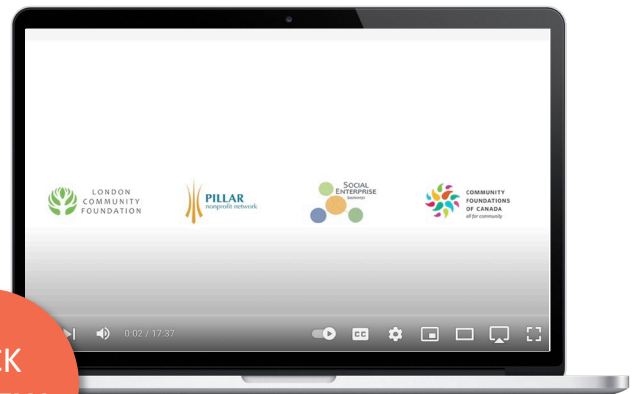 LONDON
COMMUNITY
FOUNDATION
PILLAR
nonprofit network
SOCIAL
ENTERPRISE
COMMUNITY
FOUNDATIONS
OF CANADA
all for community
0:02 / 17:37
CC
CK